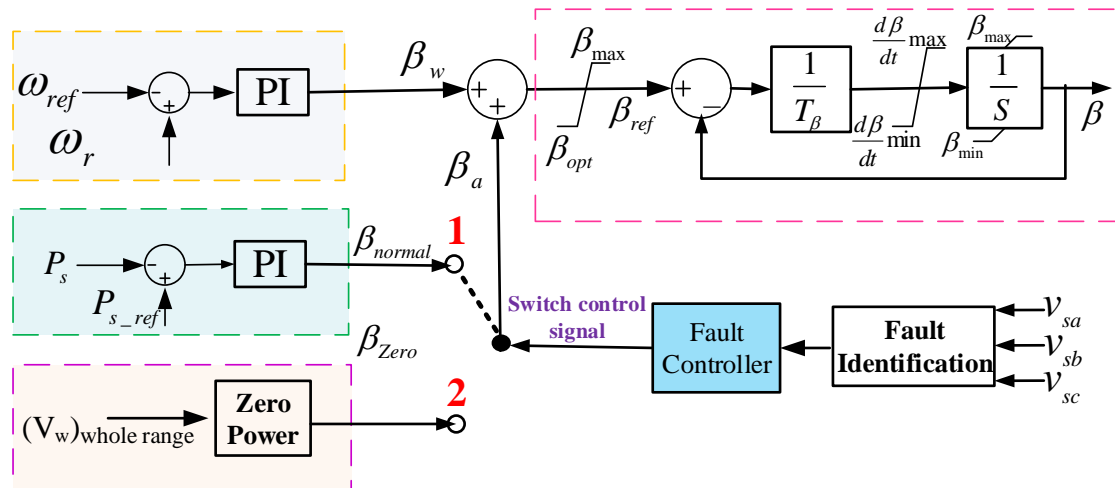 ω_ref
ω_r
-
+
PI
β_w
+
+
β_a
β_max
β_opt
β_ref
+
-
1
T_β
dβ
dt
max
dβ
dt
min
β_max
1
S
β_min
β
P_s
P_s_ref
-
+
PI
β_normal
1
Switch control
signal
Fault
Controller
Fault
Identification
v_sa
v_sb
v_sc
β_Zero
(V_w)whole range
Zero
Power
2